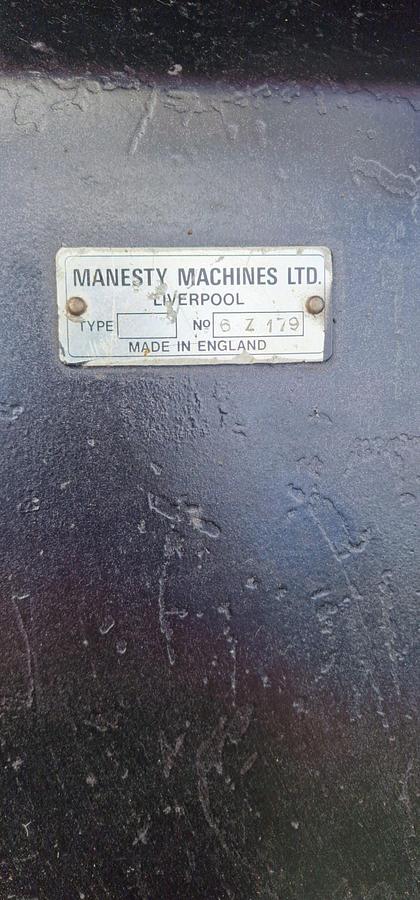 MANESTY MACHINES LTD.
LIVERPOOL
TYPE Nº 6 Z 179
MADE IN ENGLAND